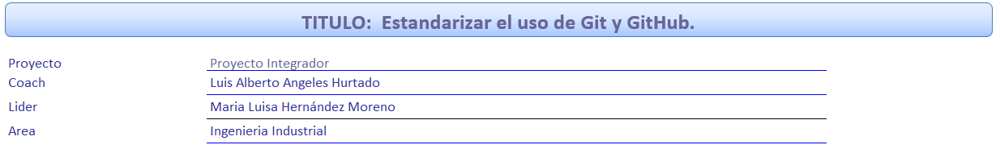 TITULO:  Estandarizar el uso de Git y GitHub.
Proyecto Proyecto Integrador
Coach Luis Alberto Angeles Hurtado
Lider Maria Luisa Hernández Moreno
Area Ingenieria Industrial